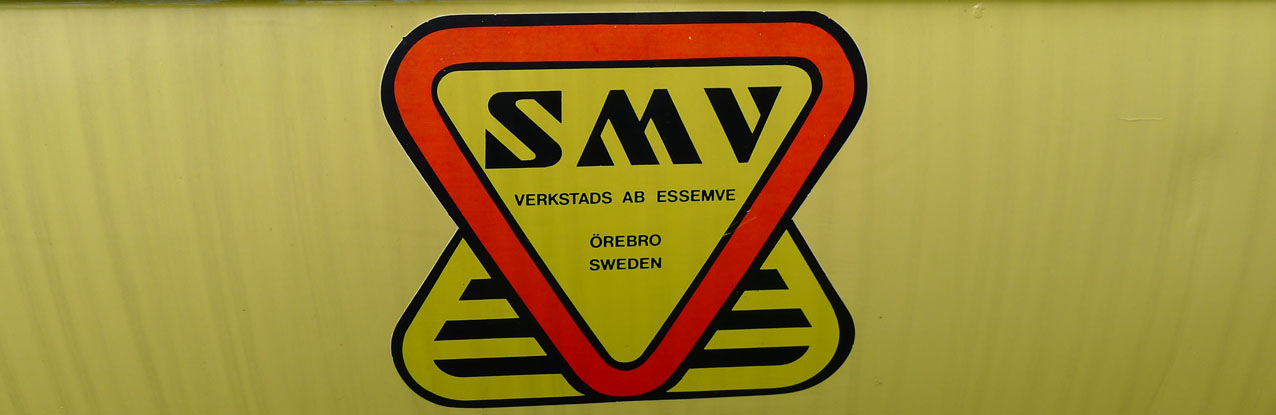 SMV
VERKSTADS AB ESSEMVE
ÖREBRO
SWEDEN